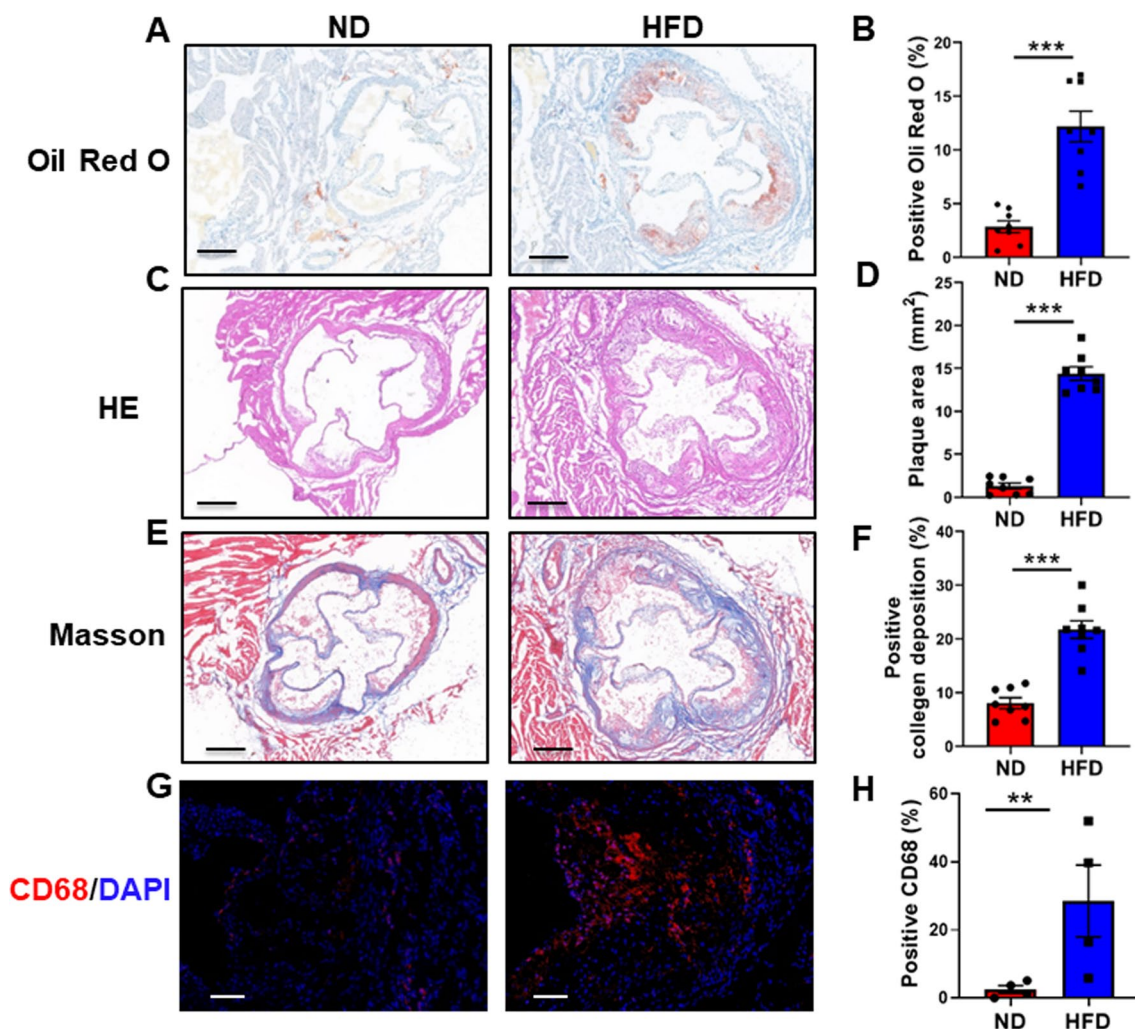 ND
HFD
A
Oil Red O
B
Positive Oli Red O (%)
20
15
10
5
0
***
ND
HFD
C
HE
D
Plaque area (mm²)
25
20
15
10
5
0
***
ND
HFD
E
Masson
F
Positive
collegen deposition (%)
40
30
20
10
0
***
ND
HFD
G
CD68/DAPI
H
Positive CD68 (%)
60
40
20
0
**
ND
HFD